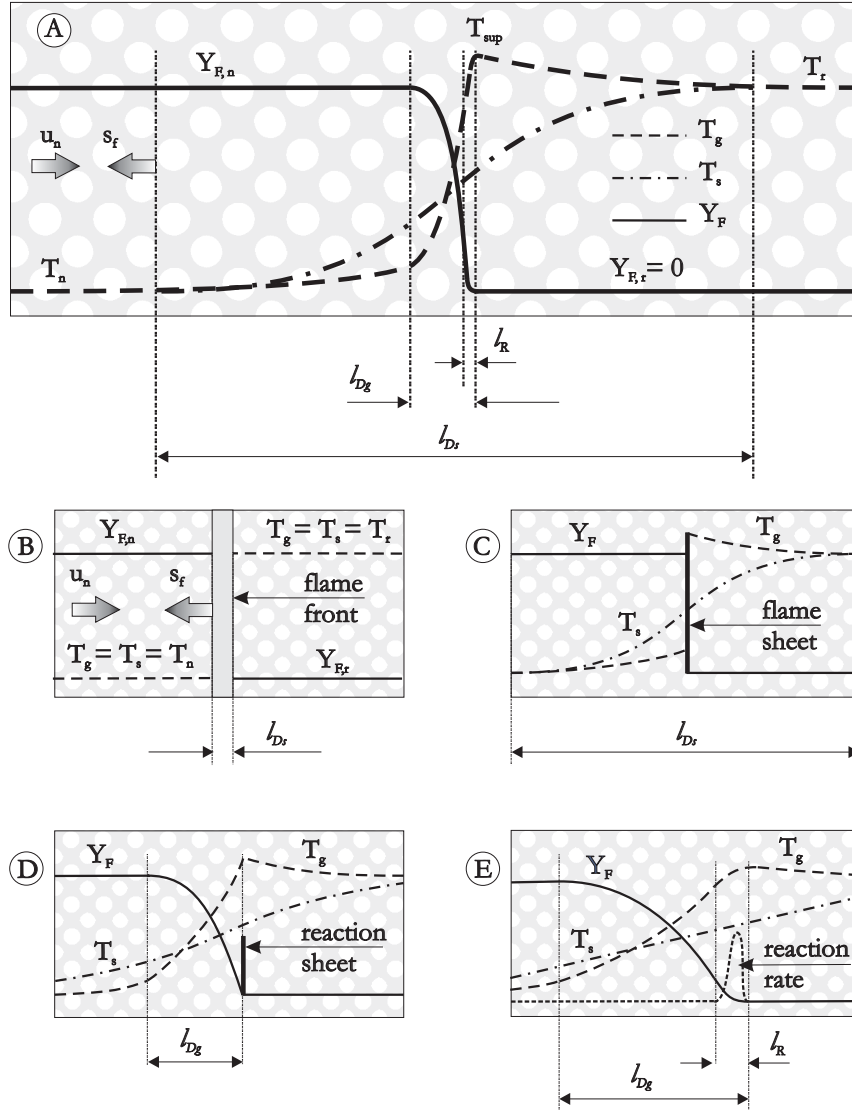 A
T_sup
Y_F,n
T_r
u_n s_f
T_g
T_s
Y_F
T_n
Y_F,r = 0
l_R
l_Dg
l_Ds
B
Y_F,n
T_g = T_s = T_r
u_n s_f
flame
front
T_g = T_s = T_n
Y_F,r
l_Ds
C
Y_F
T_g
T_s
flame
sheet
l_Ds
D
Y_F
T_g
T_s
reaction
sheet
l_Dg
E
Y_F
T_g
T_s
reaction
rate
l_R
l_Dg